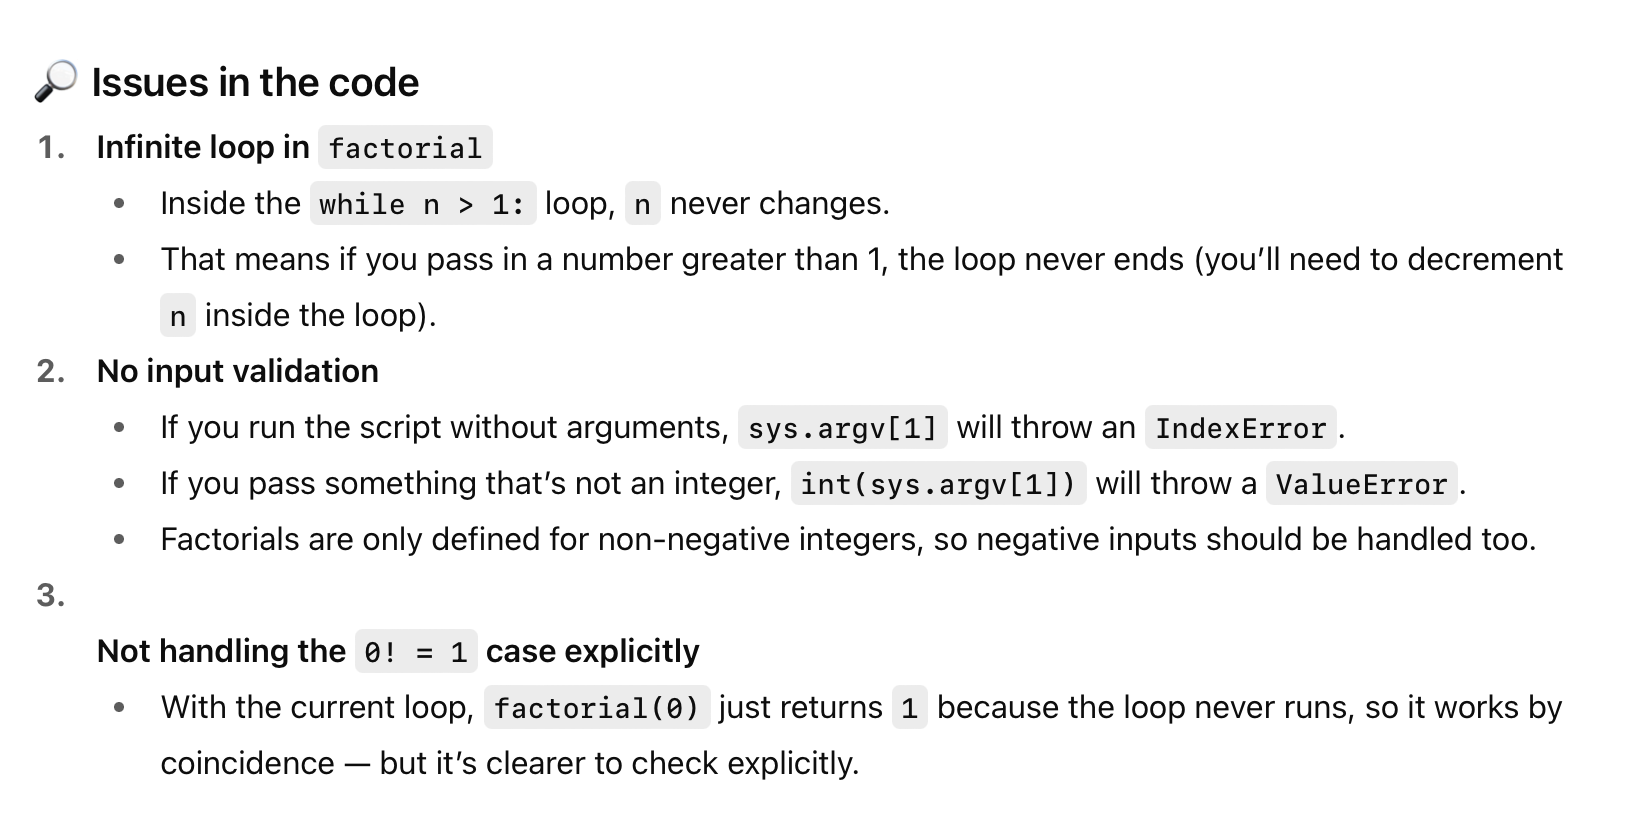 🔎 Issues in the code
1. Infinite loop in factorial
• Inside the while n > 1: loop, n never changes.
• That means if you pass in a number greater than 1, the loop never ends (you’ll need to decrement
n inside the loop).
2. No input validation
• If you run the script without arguments, sys.argv[1] will throw an IndexError.
• If you pass something that’s not an integer, int(sys.argv[1]) will throw a ValueError.
• Factorials are only defined for non-negative integers, so negative inputs should be handled too.
3.
Not handling the 0! = 1 case explicitly
• With the current loop, factorial(0) just returns 1 because the loop never runs, so it works by
coincidence — but it’s clearer to check explicitly.